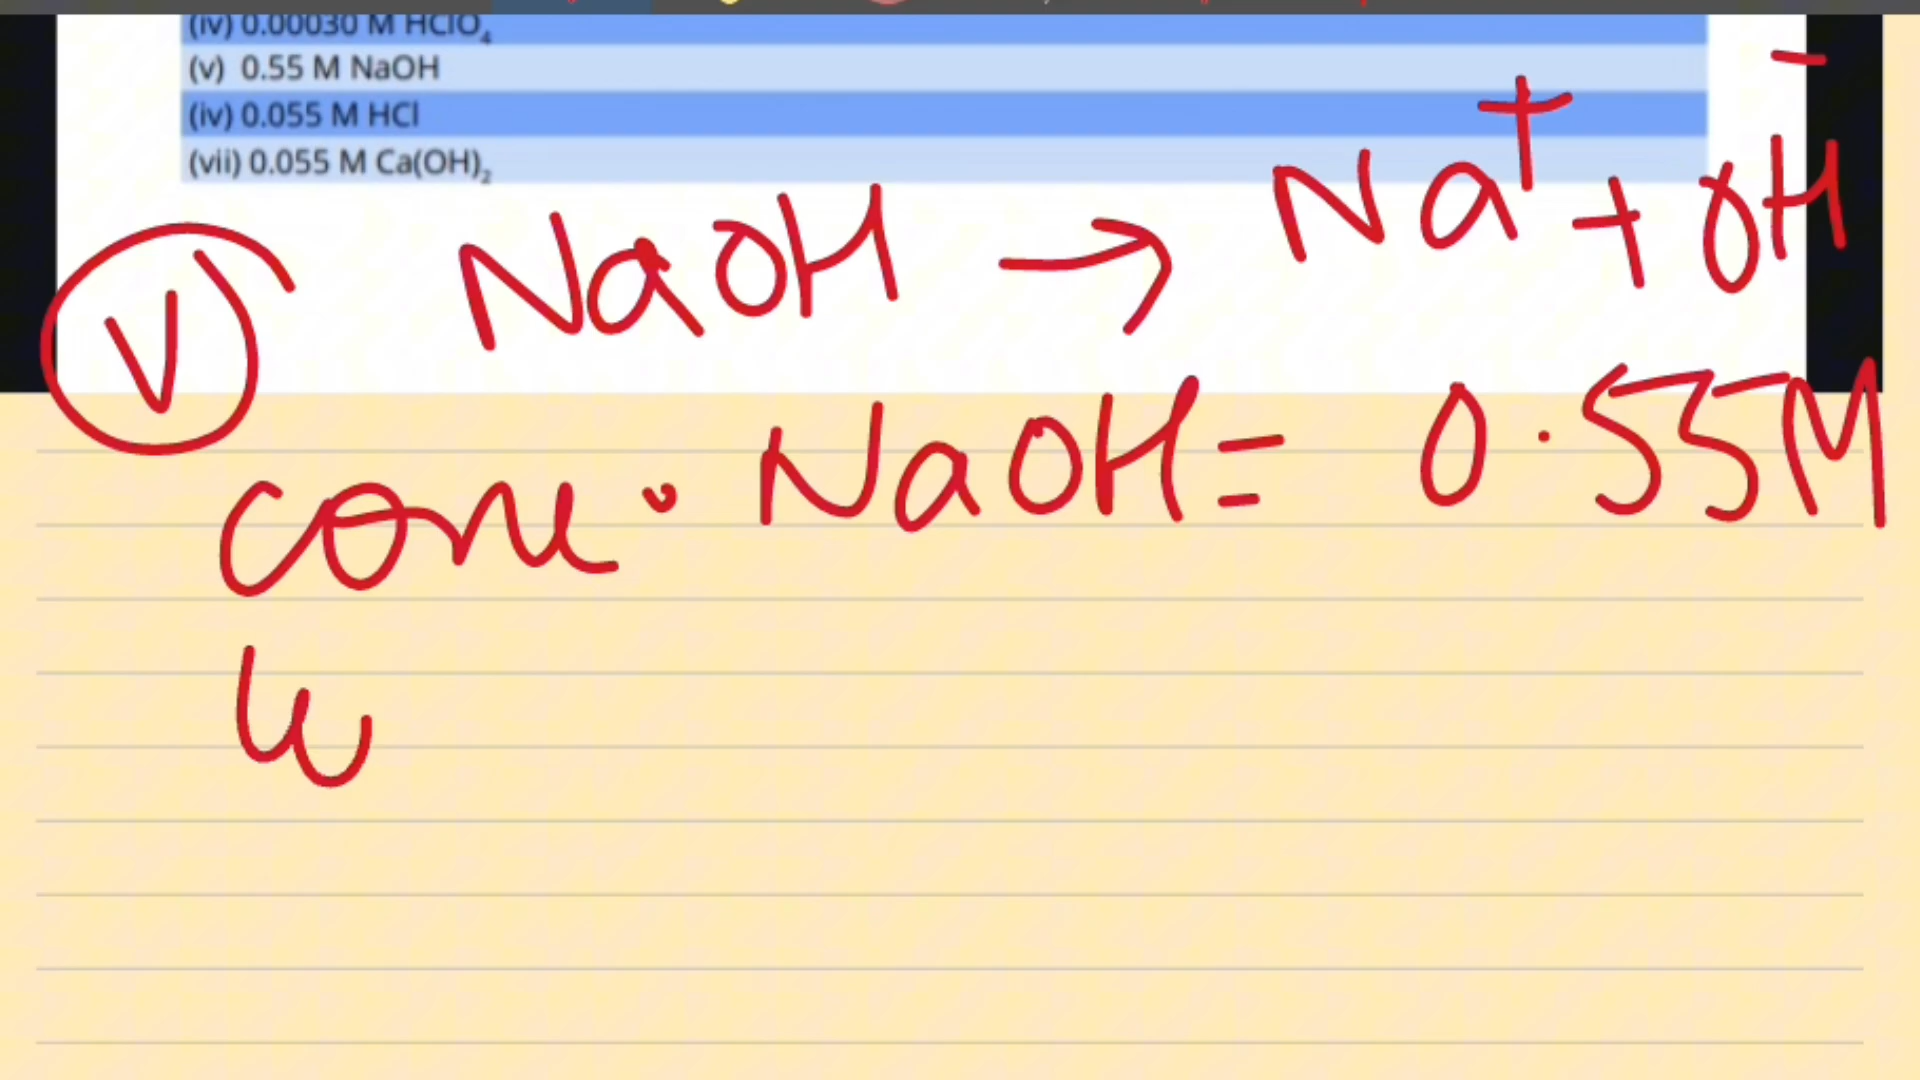 (iv) 0.00030 M HClO₄
(v) 0.55 M NaOH
(iv) 0.055 M HCl
(vii) 0.055 M Ca(OH)₂
V NaOH → Na⁺ + OH⁻
conc. NaOH = 0.55M